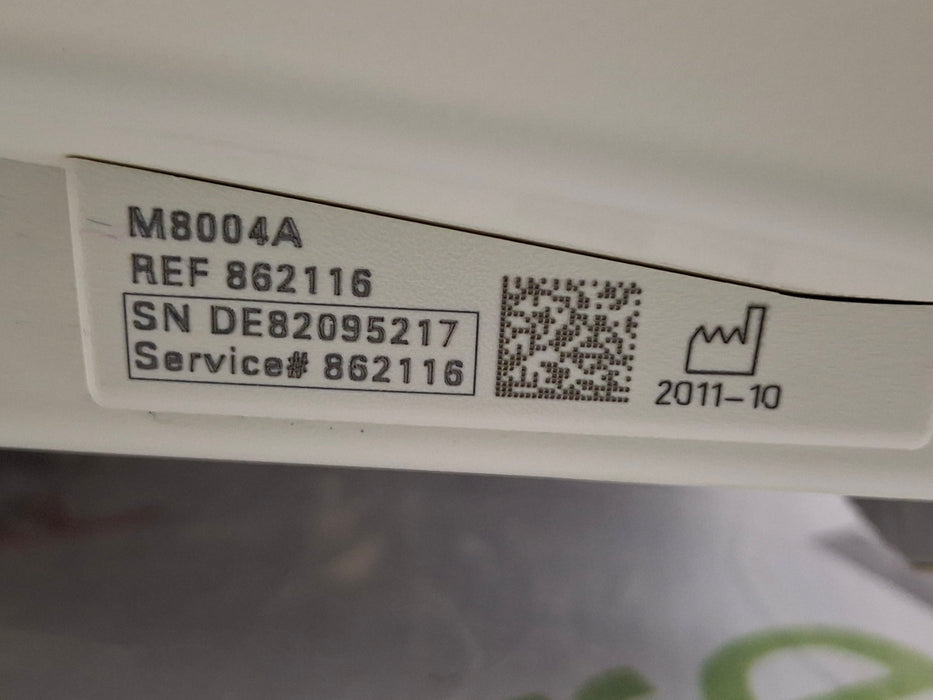 M8004A
REF 862116
SN DE82095217
Service# 862116
2011-10